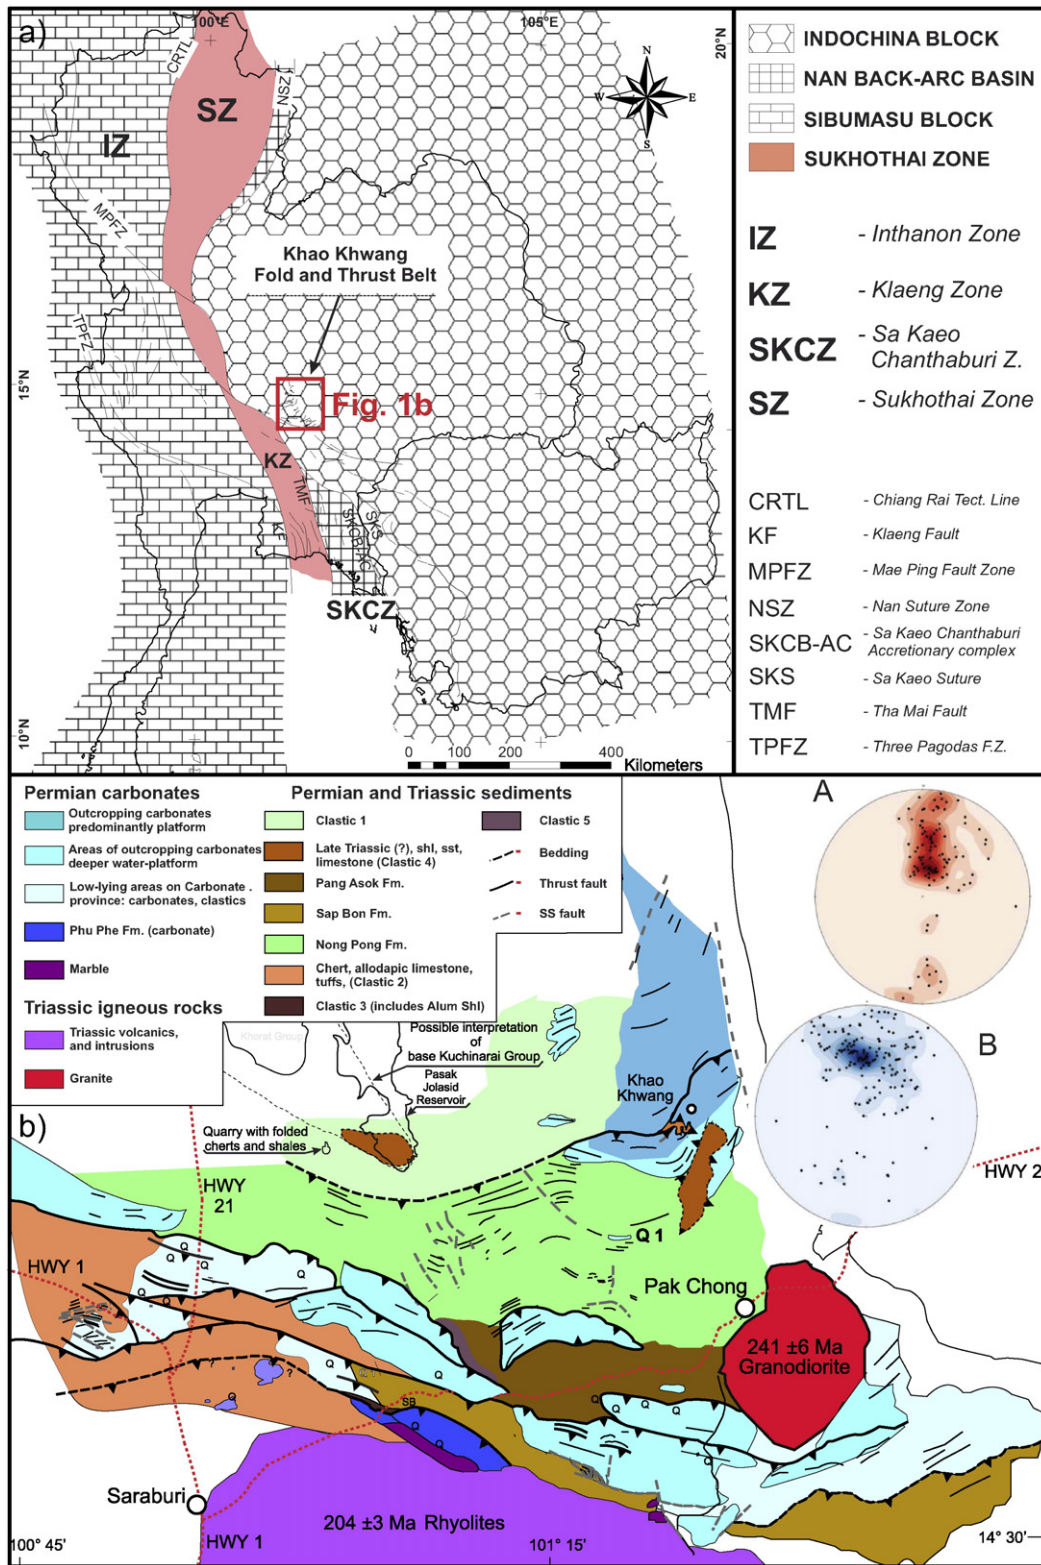 a)
100°E
105°E
20°N
CRTL
SZ
NSZ
IZ
N
W
E
S
MPFZ
Khao Khwang
Fold and Thrust Belt
TPFZ
15°N
Fig. 1b
KZ
TMF
KF
SKCB-AC
SKS
SKCZ
10°N
0 100 200 400
Kilometers
INDOCHINA BLOCK
NAN BACK-ARC BASIN
SIBUMASU BLOCK
SUKHOTHAI ZONE
IZ - Inthanon Zone
KZ - Klaeng Zone
SKCZ - Sa Kaeo
Chanthaburi Z.
SZ - Sukhothai Zone
CRTL - Chiang Rai Tect. Line
KF - Klaeng Fault
MPFZ - Mae Ping Fault Zone
NSZ - Nan Suture Zone
SKCB-AC - Sa Kaeo Chanthaburi
Accretionary complex
SKS - Sa Kaeo Suture
TMF - Tha Mai Fault
TPFZ - Three Pagodas F.Z.
Permian carbonates
Outcropping carbonates
predominantly platform
Areas of outcropping carbonates
deeper water-platform
Low-lying areas on Carbonate .
province: carbonates, clastics
Phu Phe Fm. (carbonate)
Marble
Triassic igneous rocks
Triassic volcanics,
and intrusions
Granite
Permian and Triassic sediments
Clastic 1
Late Triassic (?), shl, sst,
limestone (Clastic 4)
Pang Asok Fm.
Sap Bon Fm.
Nong Pong Fm.
Chert, allodapic limestone,
tuffs, (Clastic 2)
Clastic 3 (includes Alum Shl)
Clastic 5
Bedding
Thrust fault
SS fault
A
B
b)
Khorat Group
Possible interpretation
of
base Kuchinarai Group
Pasak
Jolasid
Reservoir
Quarry with folded
cherts and shales
Khao
Khwang
HWY 2
HWY
21
Q 1
HWY 1
Q
Q
Q
Q
Q
Q
Q
Pak Chong
241 ±6 Ma
Granodiorite
?
?
Q
Q
SB
Q
Q
Q
Q
Q
Q
Q
Saraburi
204 ±3 Ma Rhyolites
HWY 1
100° 45'
101° 15'
14° 30'